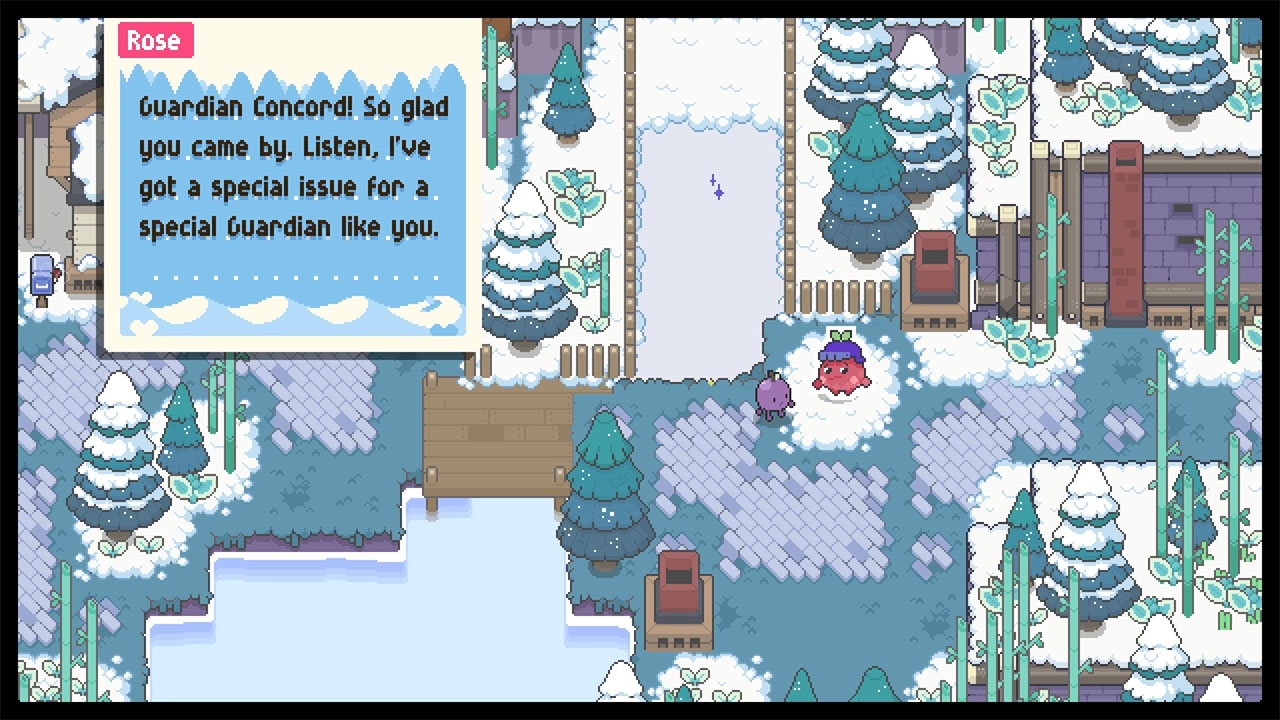 Rose
Guardian Concord! So glad
you came by. Listen, I've
got a special issue for a
special Guardian like you.